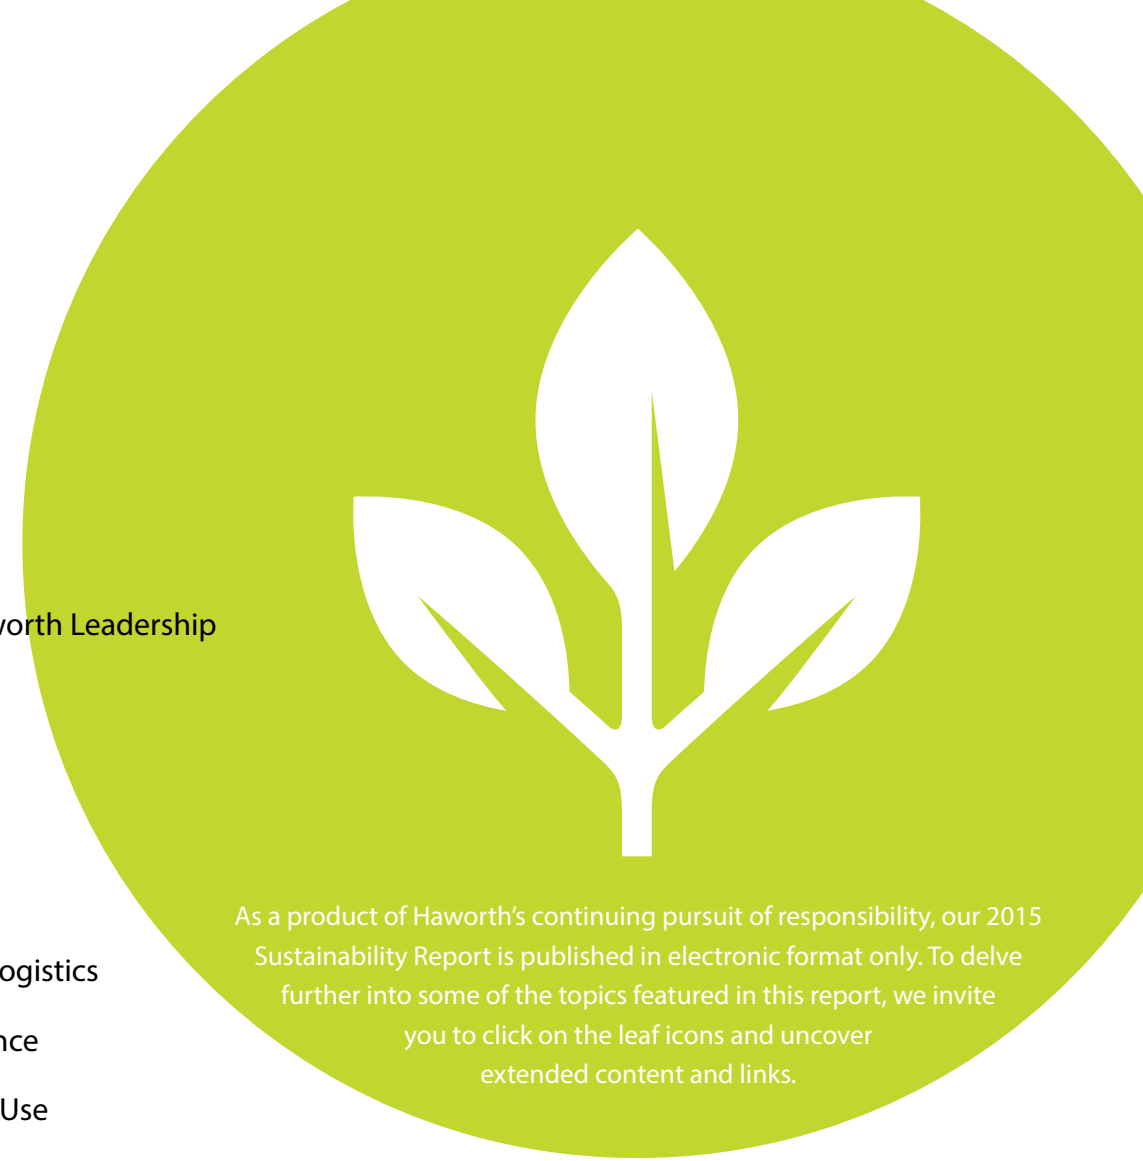 worth Leadership
As a product of Haworth’s continuing pursuit of responsibility, our 2015
Sustainability Report is published in electronic format only. To delve
further into some of the topics featured in this report, we invite
you to click on the leaf icons and uncover
extended content and links.
ogistics
nce
Use